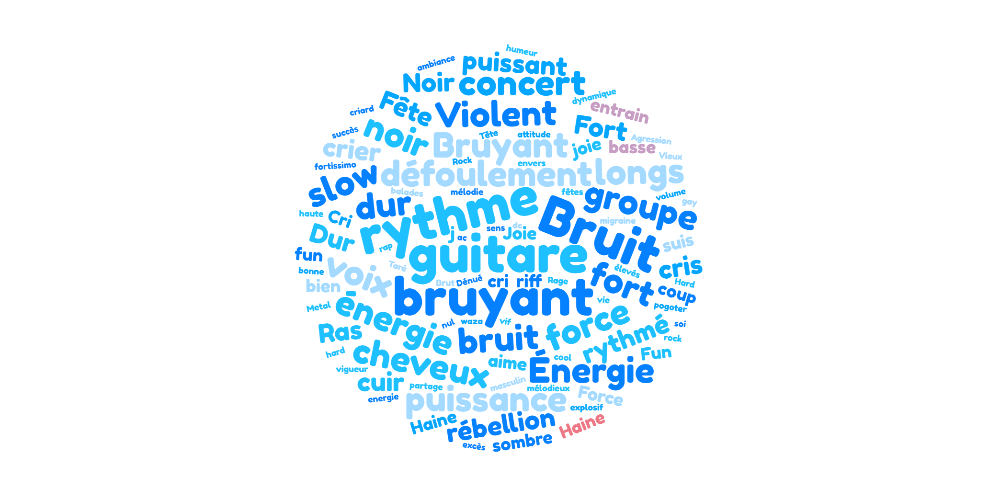 humeur
ambiance
puissant
Noir
concert
dynamique
Fête
Violent
criard
entrain
succès
noir
Fort
Tête
attitude
Agression
crier
Bruyant
joie
basse
Vieux
fortissimo
Rock
envers
slow
défoulement
longs
balades
mélodie
fêtes
volume
groupe
gay
dur
rythme
Bruit
haute
Cri
migraine
Dur
j
ac
sens
dc
Joie
suis
rap
guitare
fun
cris
Taré
voix
bonne
élevés
bien
Brut
Dénué
cri
riff
Rage
fort
Hard
coup
bruyant
vie
pogoter
Metal
énergie
nul
waza
vif
force
soi
Ras
bruit
rythmé
rock
hard
cheveux
aime
cool
Fun
vigueur
Énergie
cuir
partage
masculin
mélodieux
energie
puissance
Force
explosif
Haine
rébellion
Haine
excès
sombre